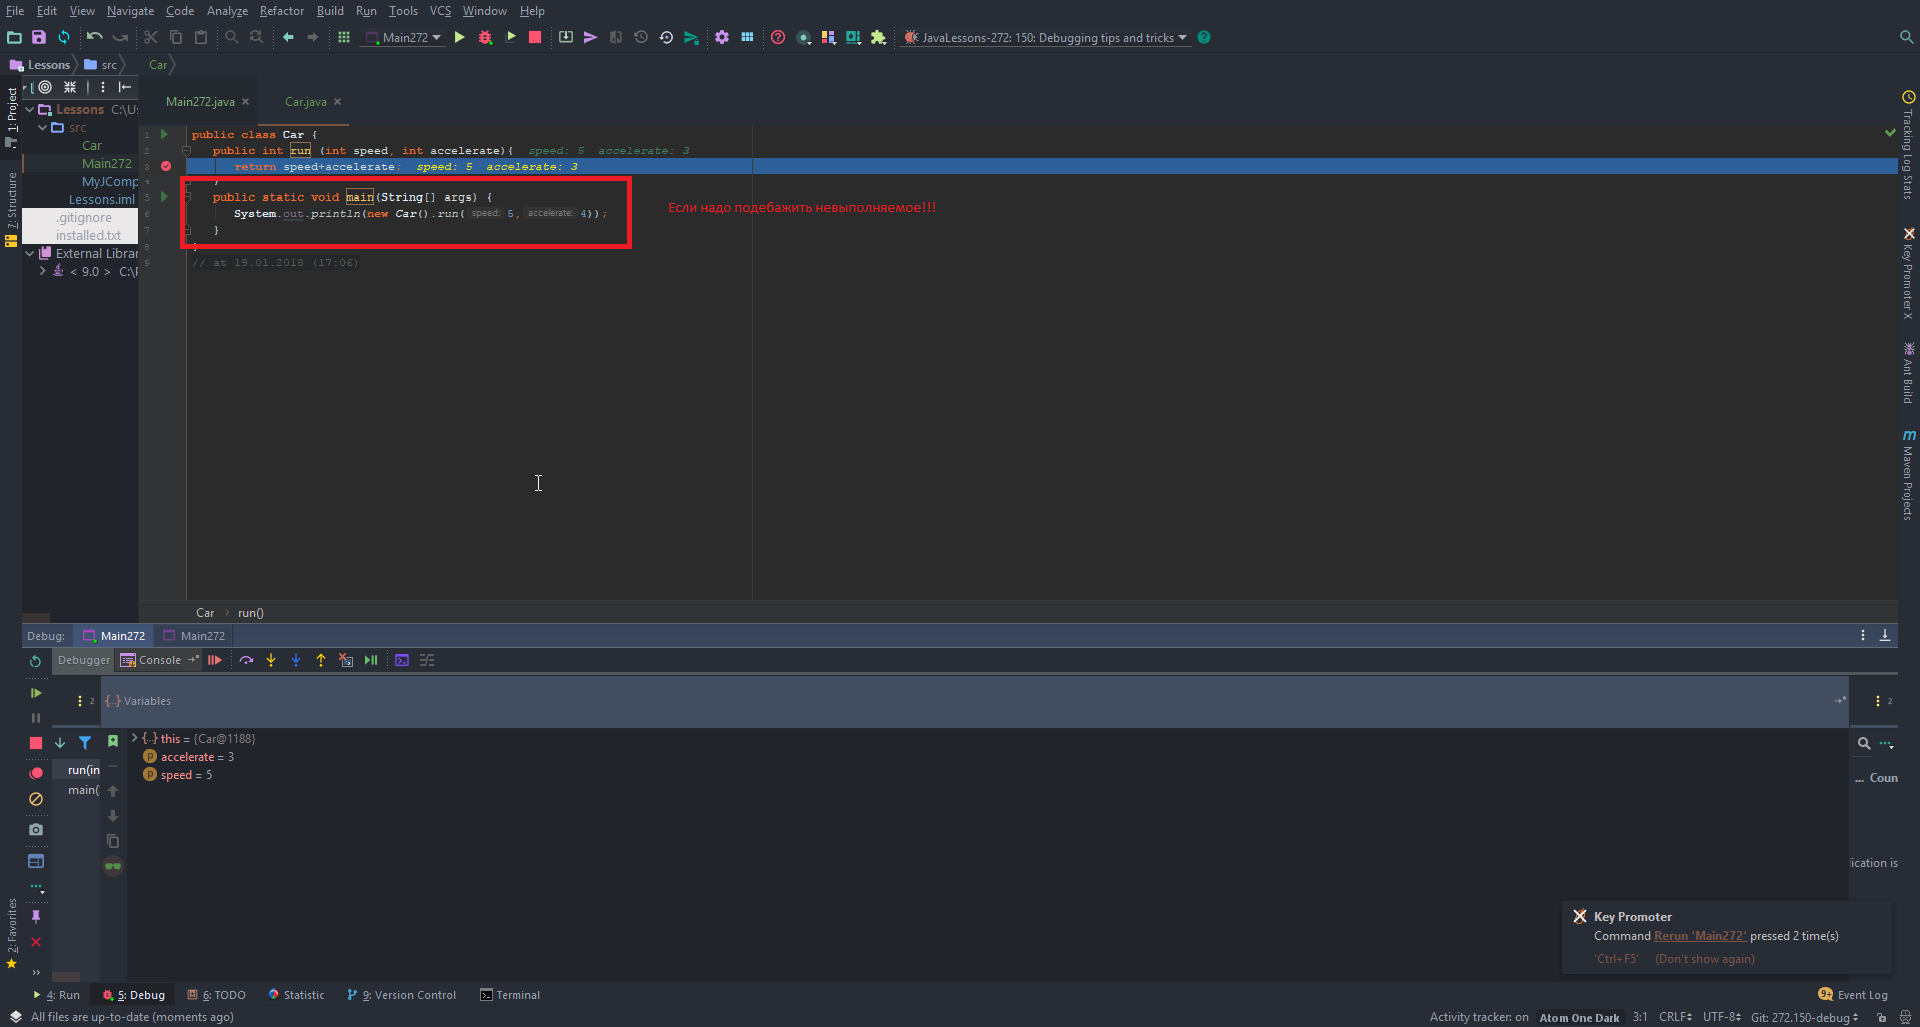 File Edit View Navigate Code Analyze Refactor Build Run Tools VCS Window Help
Main272 JavaLessons-272: 150: Debugging tips and tricks
Lessons src Car
1: Project
7: Structure
2: Favorites
Lessons C:\U
src
Car
Main272
MyJComp
Lessons.iml
.gitignore
installed.txt
External Librar
< 9.0 > C:\
Main272.java Car.java
1 public class Car {
2 public int run (int speed, int accelerate){ speed: 5 accelerate: 3
3 return speed+accelerate; speed: 5 accelerate: 3
4 }
5 public static void main(String[] args) {
6 System.out.println(new Car().run( speed: 5, accelerate: 4));
7 }
8 }
9 // at 19.01.2018 (17:06)
Если надо подебажить невыполняемое!!!
Tracking Log Stats
Key Promoter X
Ant Build
Maven Projects
Car run()
Debug: Main272 Main272
Debugger Console
2 Variables 2
this = {Car@1188}
accelerate = 3
speed = 5
run(in
main(
... Coun
lication is
Key Promoter
Command Rerun 'Main272' pressed 2 time(s)
'Ctrl+F5' (Don't show again)
4: Run 5: Debug 6: TODO Statistic 9: Version Control Terminal 9+ Event Log
All files are up-to-date (moments ago) Activity tracker: on Atom One Dark 3:1 CRLF UTF-8 Git: 272.150-debug